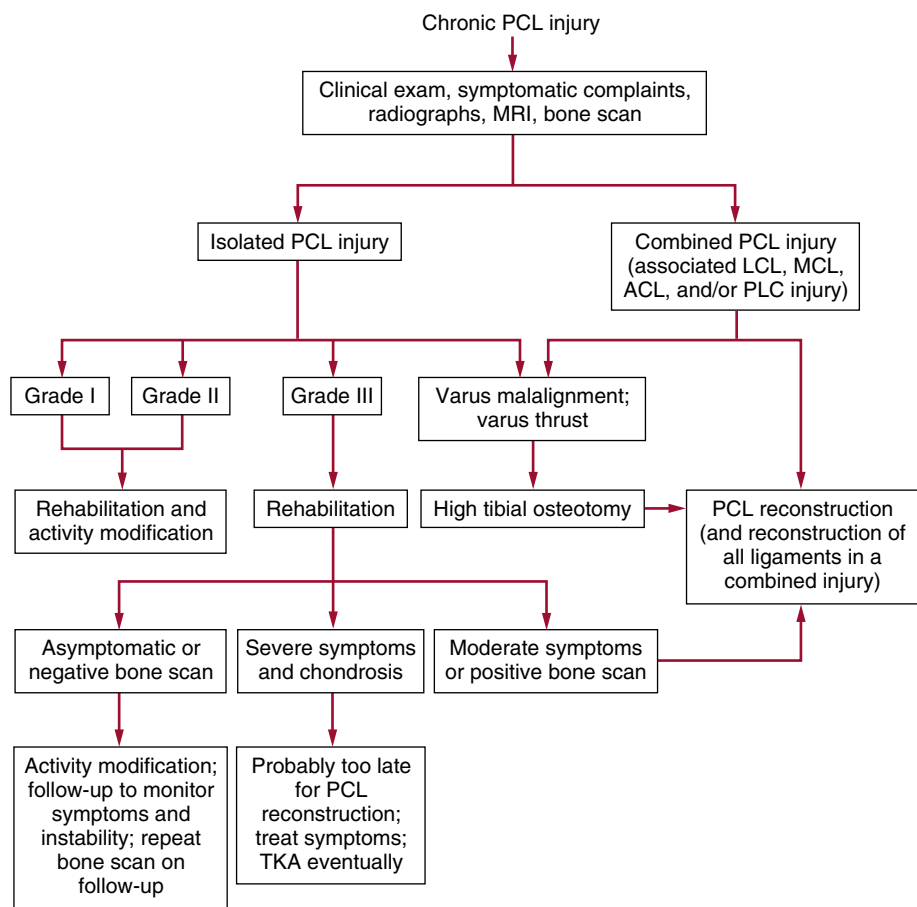 Chronic PCL injury
Clinical exam, symptomatic complaints,
radiographs, MRI, bone scan
Isolated PCL injury
Combined PCL injury
(associated LCL, MCL,
ACL, and/or PLC injury)
Grade I
Grade II
Grade III
Varus malalignment;
varus thrust
Rehabilitation and
activity modification
Rehabilitation
High tibial osteotomy
PCL reconstruction
(and reconstruction of
all ligaments in a
combined injury)
Asymptomatic or
negative bone scan
Severe symptoms
and chondrosis
Moderate symptoms
or positive bone scan
Activity modification;
follow-up to monitor
symptoms and
instability; repeat
bone scan on
follow-up
Probably too late
for PCL
reconstruction;
treat symptoms;
TKA eventually